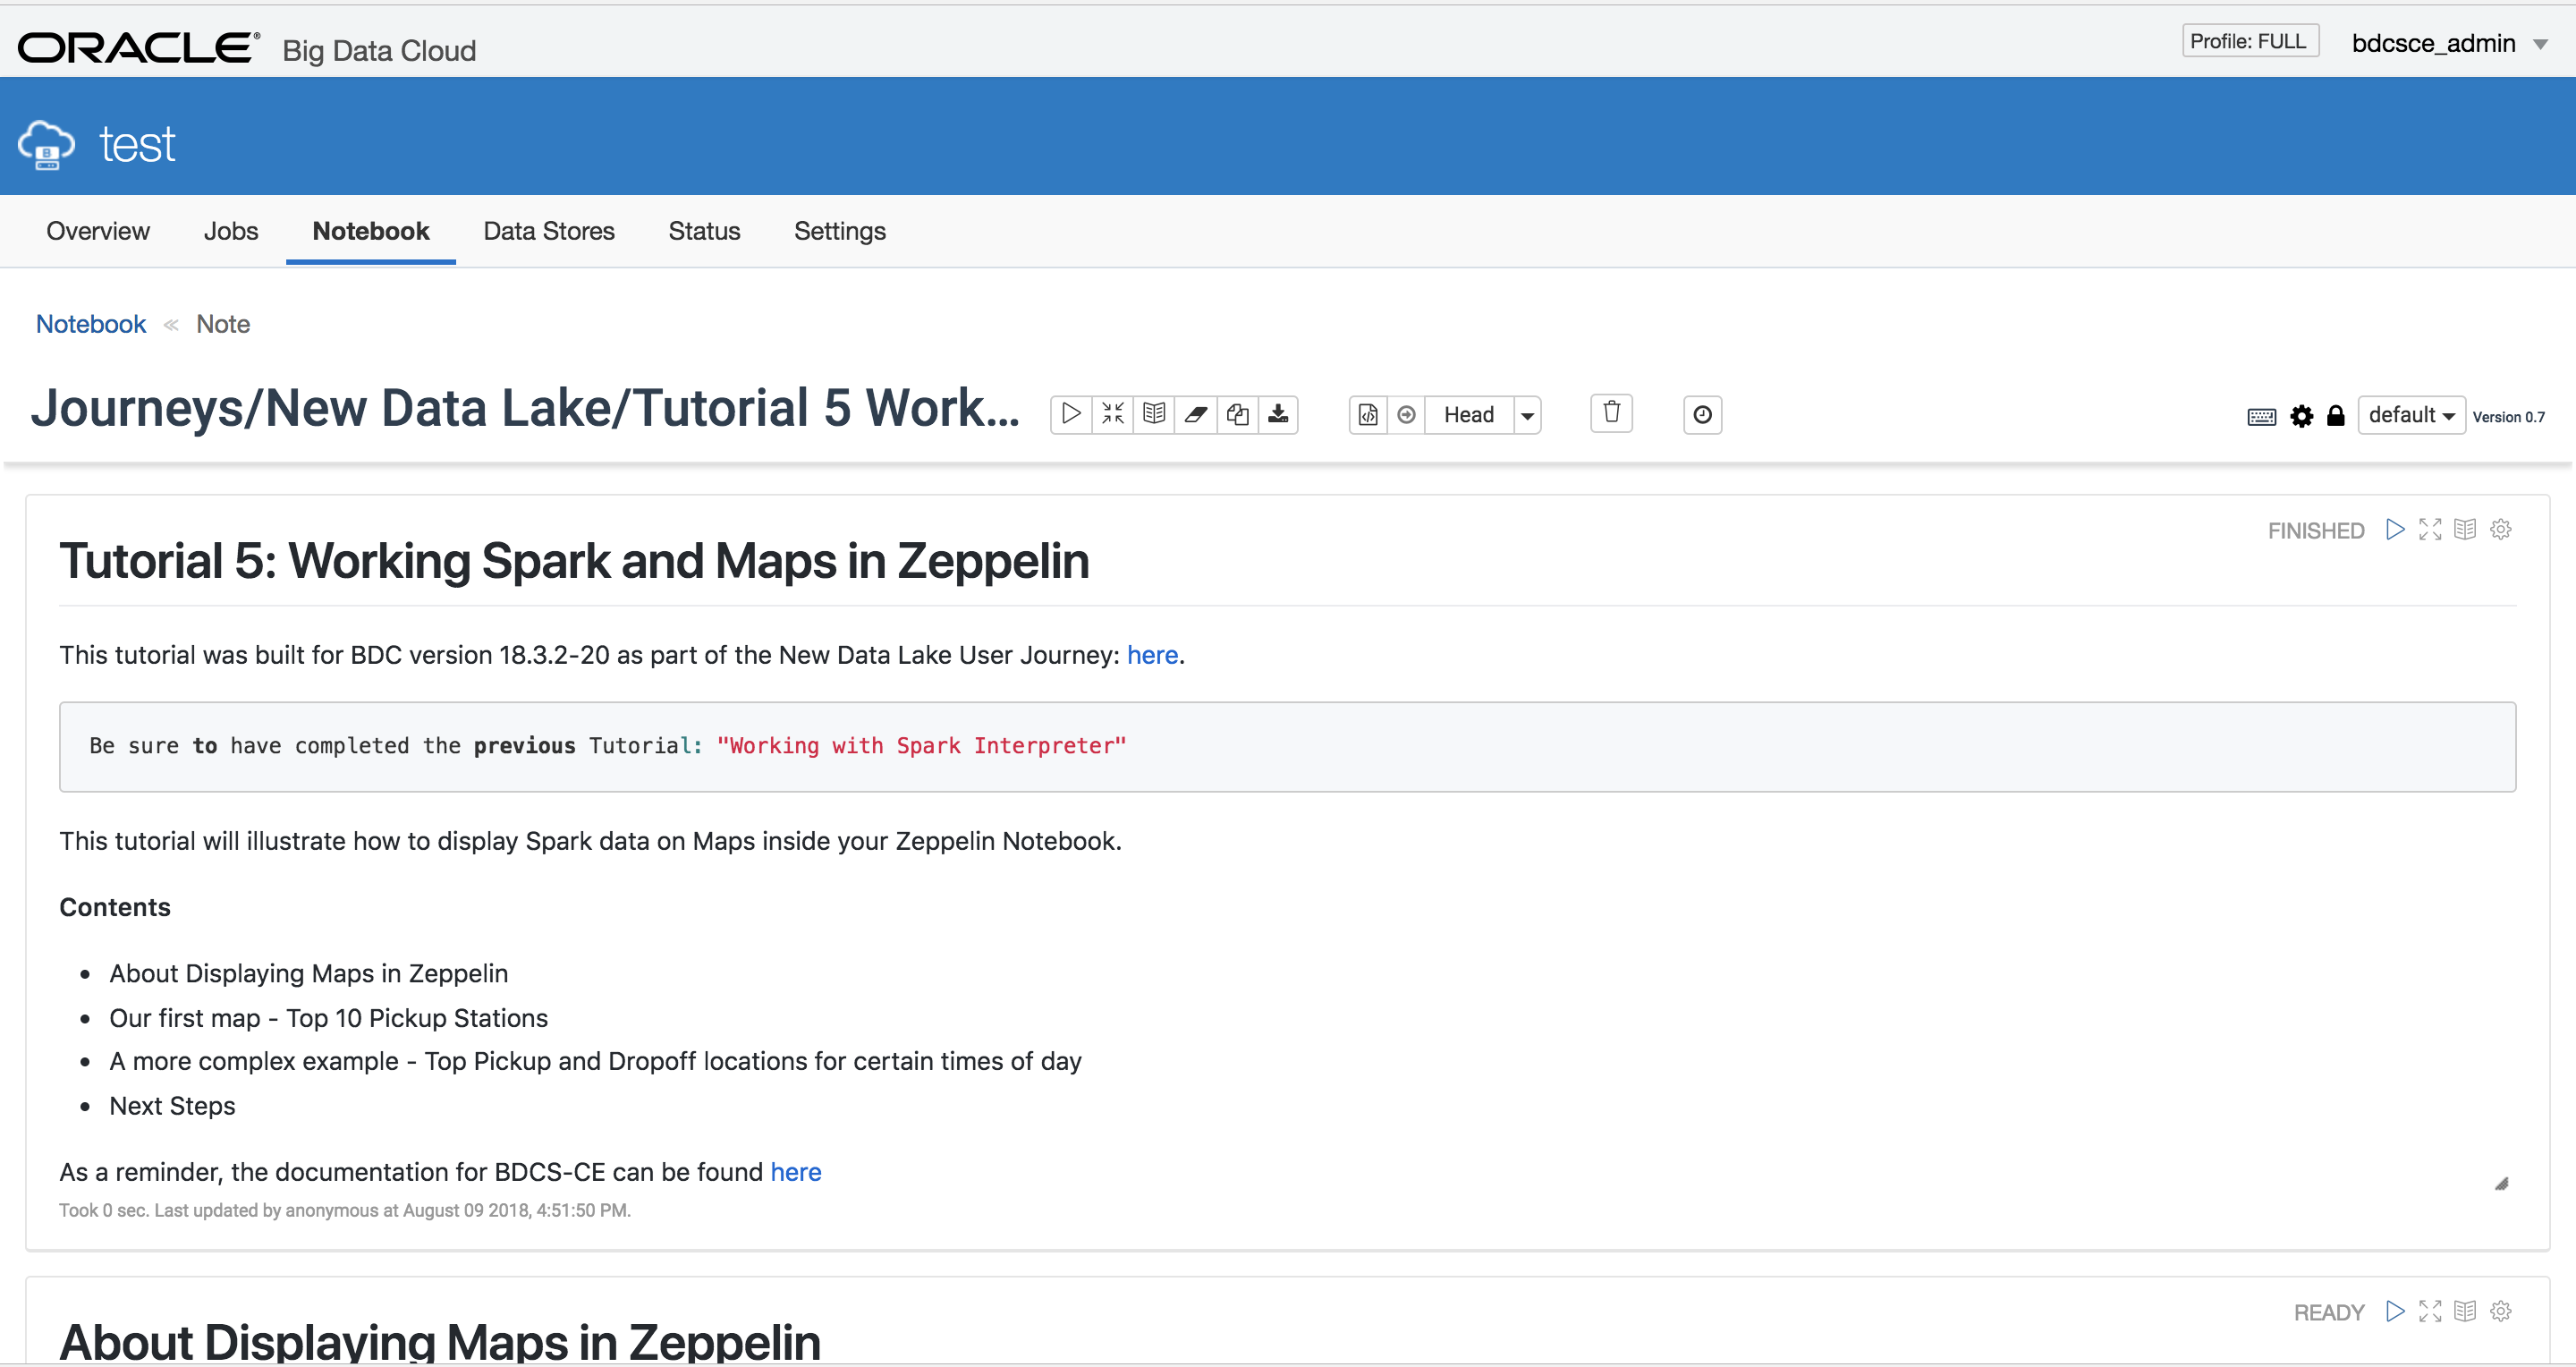 ORACLE® Big Data Cloud Profile: FULL bdcsce_admin
B test
Overview Jobs Notebook Data Stores Status Settings
Notebook « Note
Journeys/New Data Lake/Tutorial 5 Work... Head default Version 0.7
FINISHED
Tutorial 5: Working Spark and Maps in Zeppelin
This tutorial was built for BDC version 18.3.2-20 as part of the New Data Lake User Journey: here.
Be sure to have completed the previous Tutorial: "Working with Spark Interpreter"
This tutorial will illustrate how to display Spark data on Maps inside your Zeppelin Notebook.
Contents
• About Displaying Maps in Zeppelin
• Our first map - Top 10 Pickup Stations
• A more complex example - Top Pickup and Dropoff locations for certain times of day
• Next Steps
As a reminder, the documentation for BDCS-CE can be found here
Took 0 sec. Last updated by anonymous at August 09 2018, 4:51:50 PM.
READY
About Displaying Maps in Zeppelin